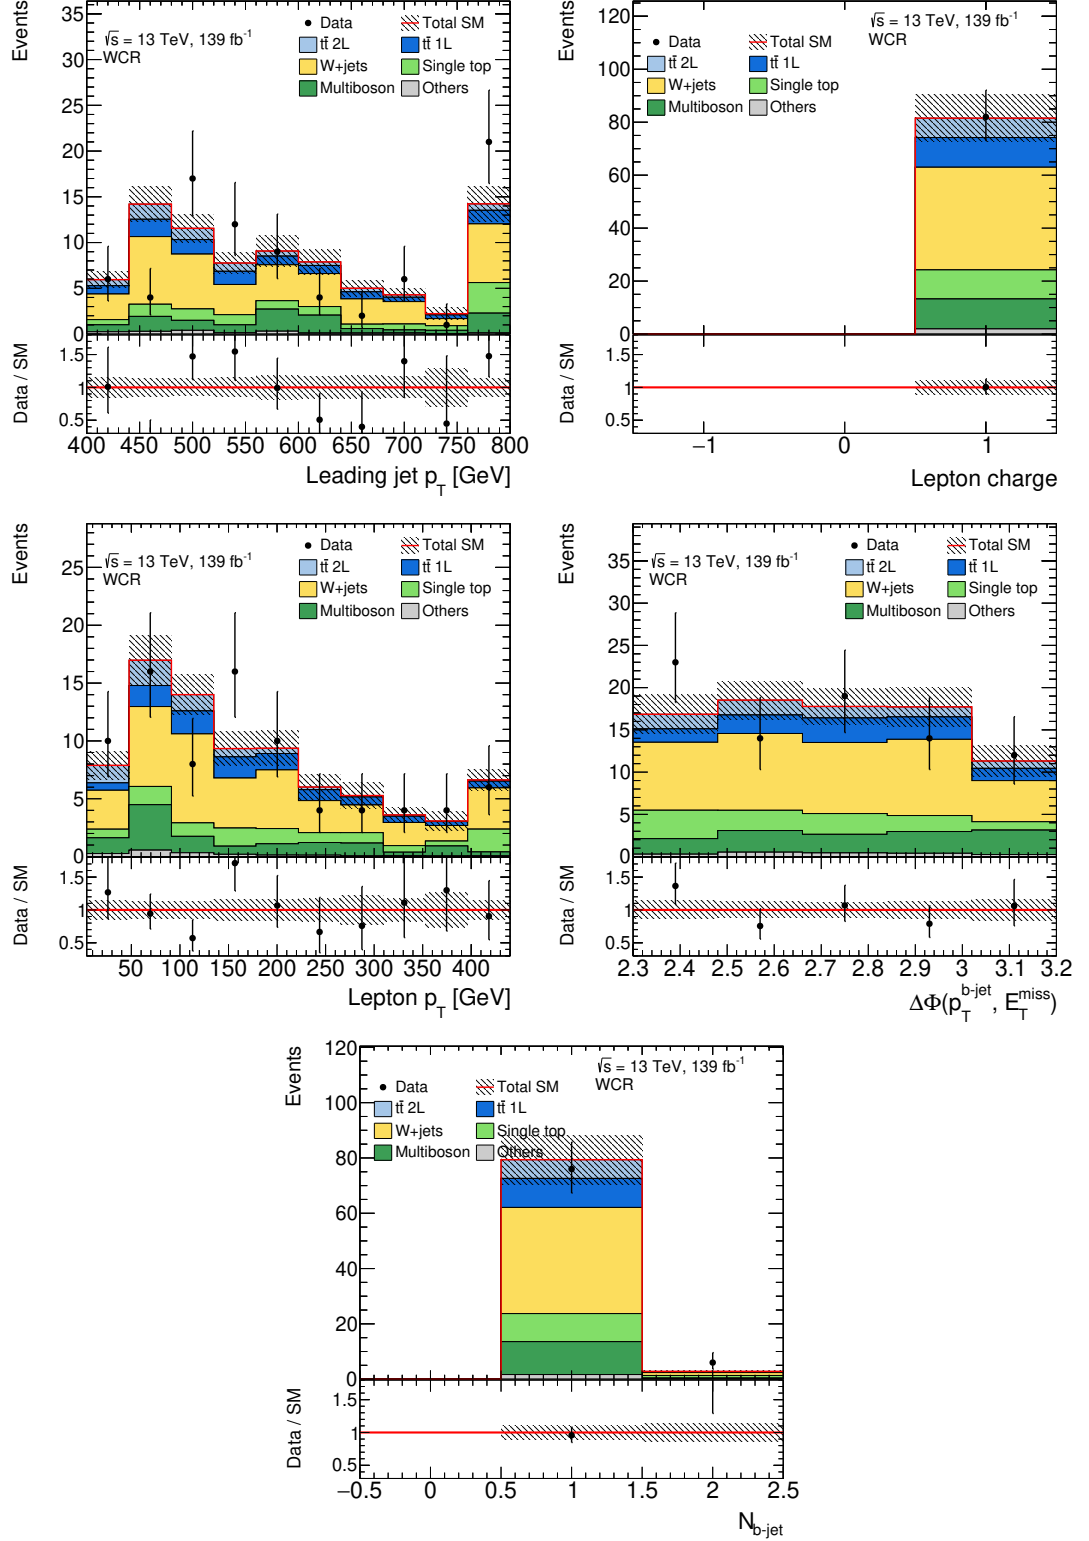 Events
35
30
25
20
15
10
5
0
√s = 13 TeV, 139 fb-1
WCR
Data
Total SM
tt̄ 2L
tt̄ 1L
W+jets
Single top
Multiboson
Others
Data / SM
1.5
1
0.5
400 450 500 550 600 650 700 750 800
Leading jet pT [GeV]
Events
120
100
80
60
40
20
0
√s = 13 TeV, 139 fb-1
WCR
Data
Total SM
tt̄ 2L
tt̄ 1L
W+jets
Single top
Multiboson
Others
Data / SM
1.5
1
0.5
−1 0 1
Lepton charge
Events
25
20
15
10
5
0
√s = 13 TeV, 139 fb-1
WCR
Data
Total SM
tt̄ 2L
tt̄ 1L
W+jets
Single top
Multiboson
Others
Data / SM
1.5
1
0.5
50 100 150 200 250 300 350 400
Lepton pT [GeV]
Events
35
30
25
20
15
10
5
0
√s = 13 TeV, 139 fb-1
WCR
Data
Total SM
tt̄ 2L
tt̄ 1L
W+jets
Single top
Multiboson
Others
Data / SM
1.5
1
0.5
2.3 2.4 2.5 2.6 2.7 2.8 2.9 3 3.1 3.2
ΔΦ(pTb-jet, ETmiss)
Events
120
100
80
60
40
20
0
√s = 13 TeV, 139 fb-1
WCR
Data
Total SM
tt̄ 2L
tt̄ 1L
W+jets
Single top
Multiboson
Others
Data / SM
1.5
1
0.5
−0.5 0 0.5 1 1.5 2 2.5
Nb-jet